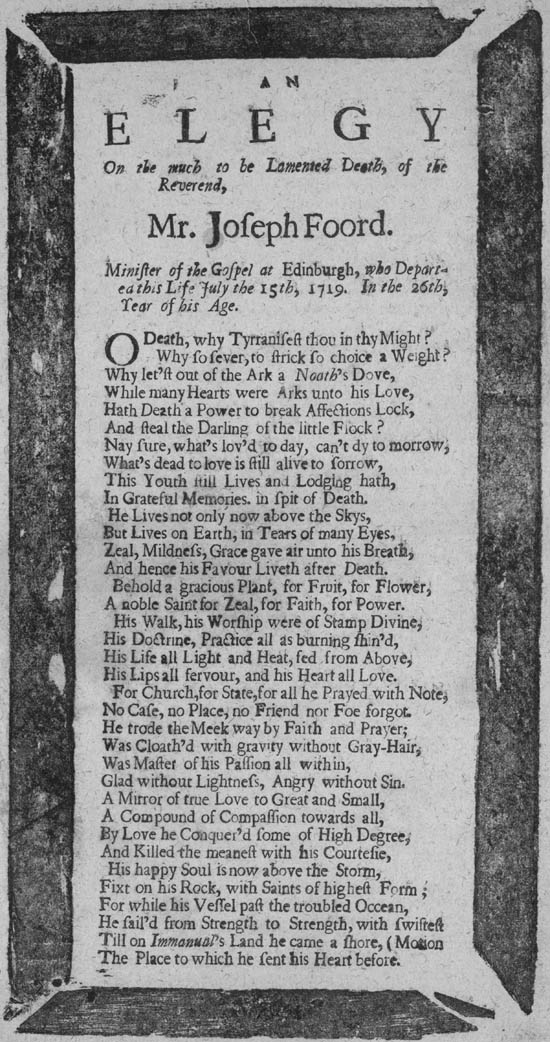 AN
ELEGY
On the much to be Lamented Death, of the
Reverend,
Mr. Joſeph Foord.
Miniſter of the Goſpel at Edinburgh, who Depart-
ea this Life July the 15th, 1719. In the 26th,
Year of his Age.
O Death, why Tyrraniſeſt thou in thy Might?
Why ſo ſever, to ſtrick ſo choice a Weight?
Why let'ſt out of the Ark a Noath's Dove,
While many Hearts were Arks unto his Love,
Hath Death a Power to break Affections Lock,
And ſteal the Darling of the little Flock?
Nay ſure, what's lov'd to day, can't dy to morrow,
What's dead to love is ſtill alive to ſorrow,
This Youth ſtill Lives and Lodging hath,
In Grateful Memories. in ſpit of Death.
He Lives not only now above the Skys,
But Lives on Earth, in Tears of many Eyes,
Zeal, Mildneſs, Grace gave air unto his Breath,
And hence his Favour Liveth after Death.
Behold a gracious Plant, for Fruit, for Flower,
A noble Saint for Zeal, for Faith, for Power.
His Walk, his Worſhip were of Stamp Divine,
His Doctrine, Practice all as burning ſhin'd,
His Life all Light and Heat, fed from Above,
His Lips all fervour, and his Heart all Love.
For Church, for State, for all he Prayed with Note,
No Caſe, no Place, no Friend nor Foe forgot.
He trode the Meek way by Faith and Prayer;
Was Cloath'd with gravity without Gray-Hair,
Was Maſter of his Paſſion all within,
Glad without Lightneſs, Angry without Sin.
A Mirror of true Love to Great and Small,
A Compound of Compaſſion towards all,
By Love he Conquer'd ſome of High Degree,
And Killed the meaneſt with his Courteſie,
His happy Soul is now above the Storm,
Fixt on his Rock, with Saints of higheſt Form;
For while his Veſſel paſt the troubled Occean,
He ſail'd from Strength to Strength, with ſwifteſt
Till on Immanual's Land he came a ſhore, (Motion
The Place to which he ſent his Heart before.